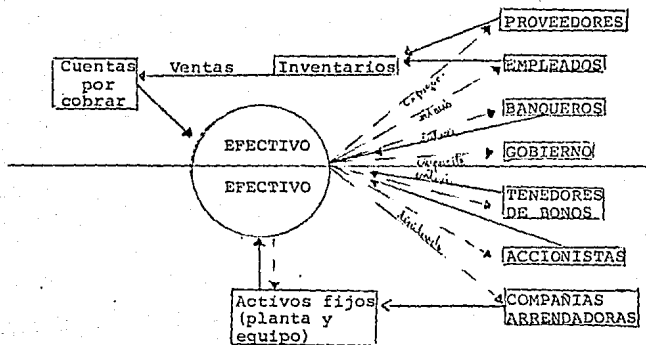 PROVEEDORES
Cuentas
por
cobrar
Ventas
Inventarios
EMPLEADOS
BANQUEROS
EFECTIVO
GOBIERNO
EFECTIVO
TENEDORES
DE BONOS
ACCIONISTAS
Activos fijos
(planta y
equipo)
COMPAÑIAS
ARRENDADORAS